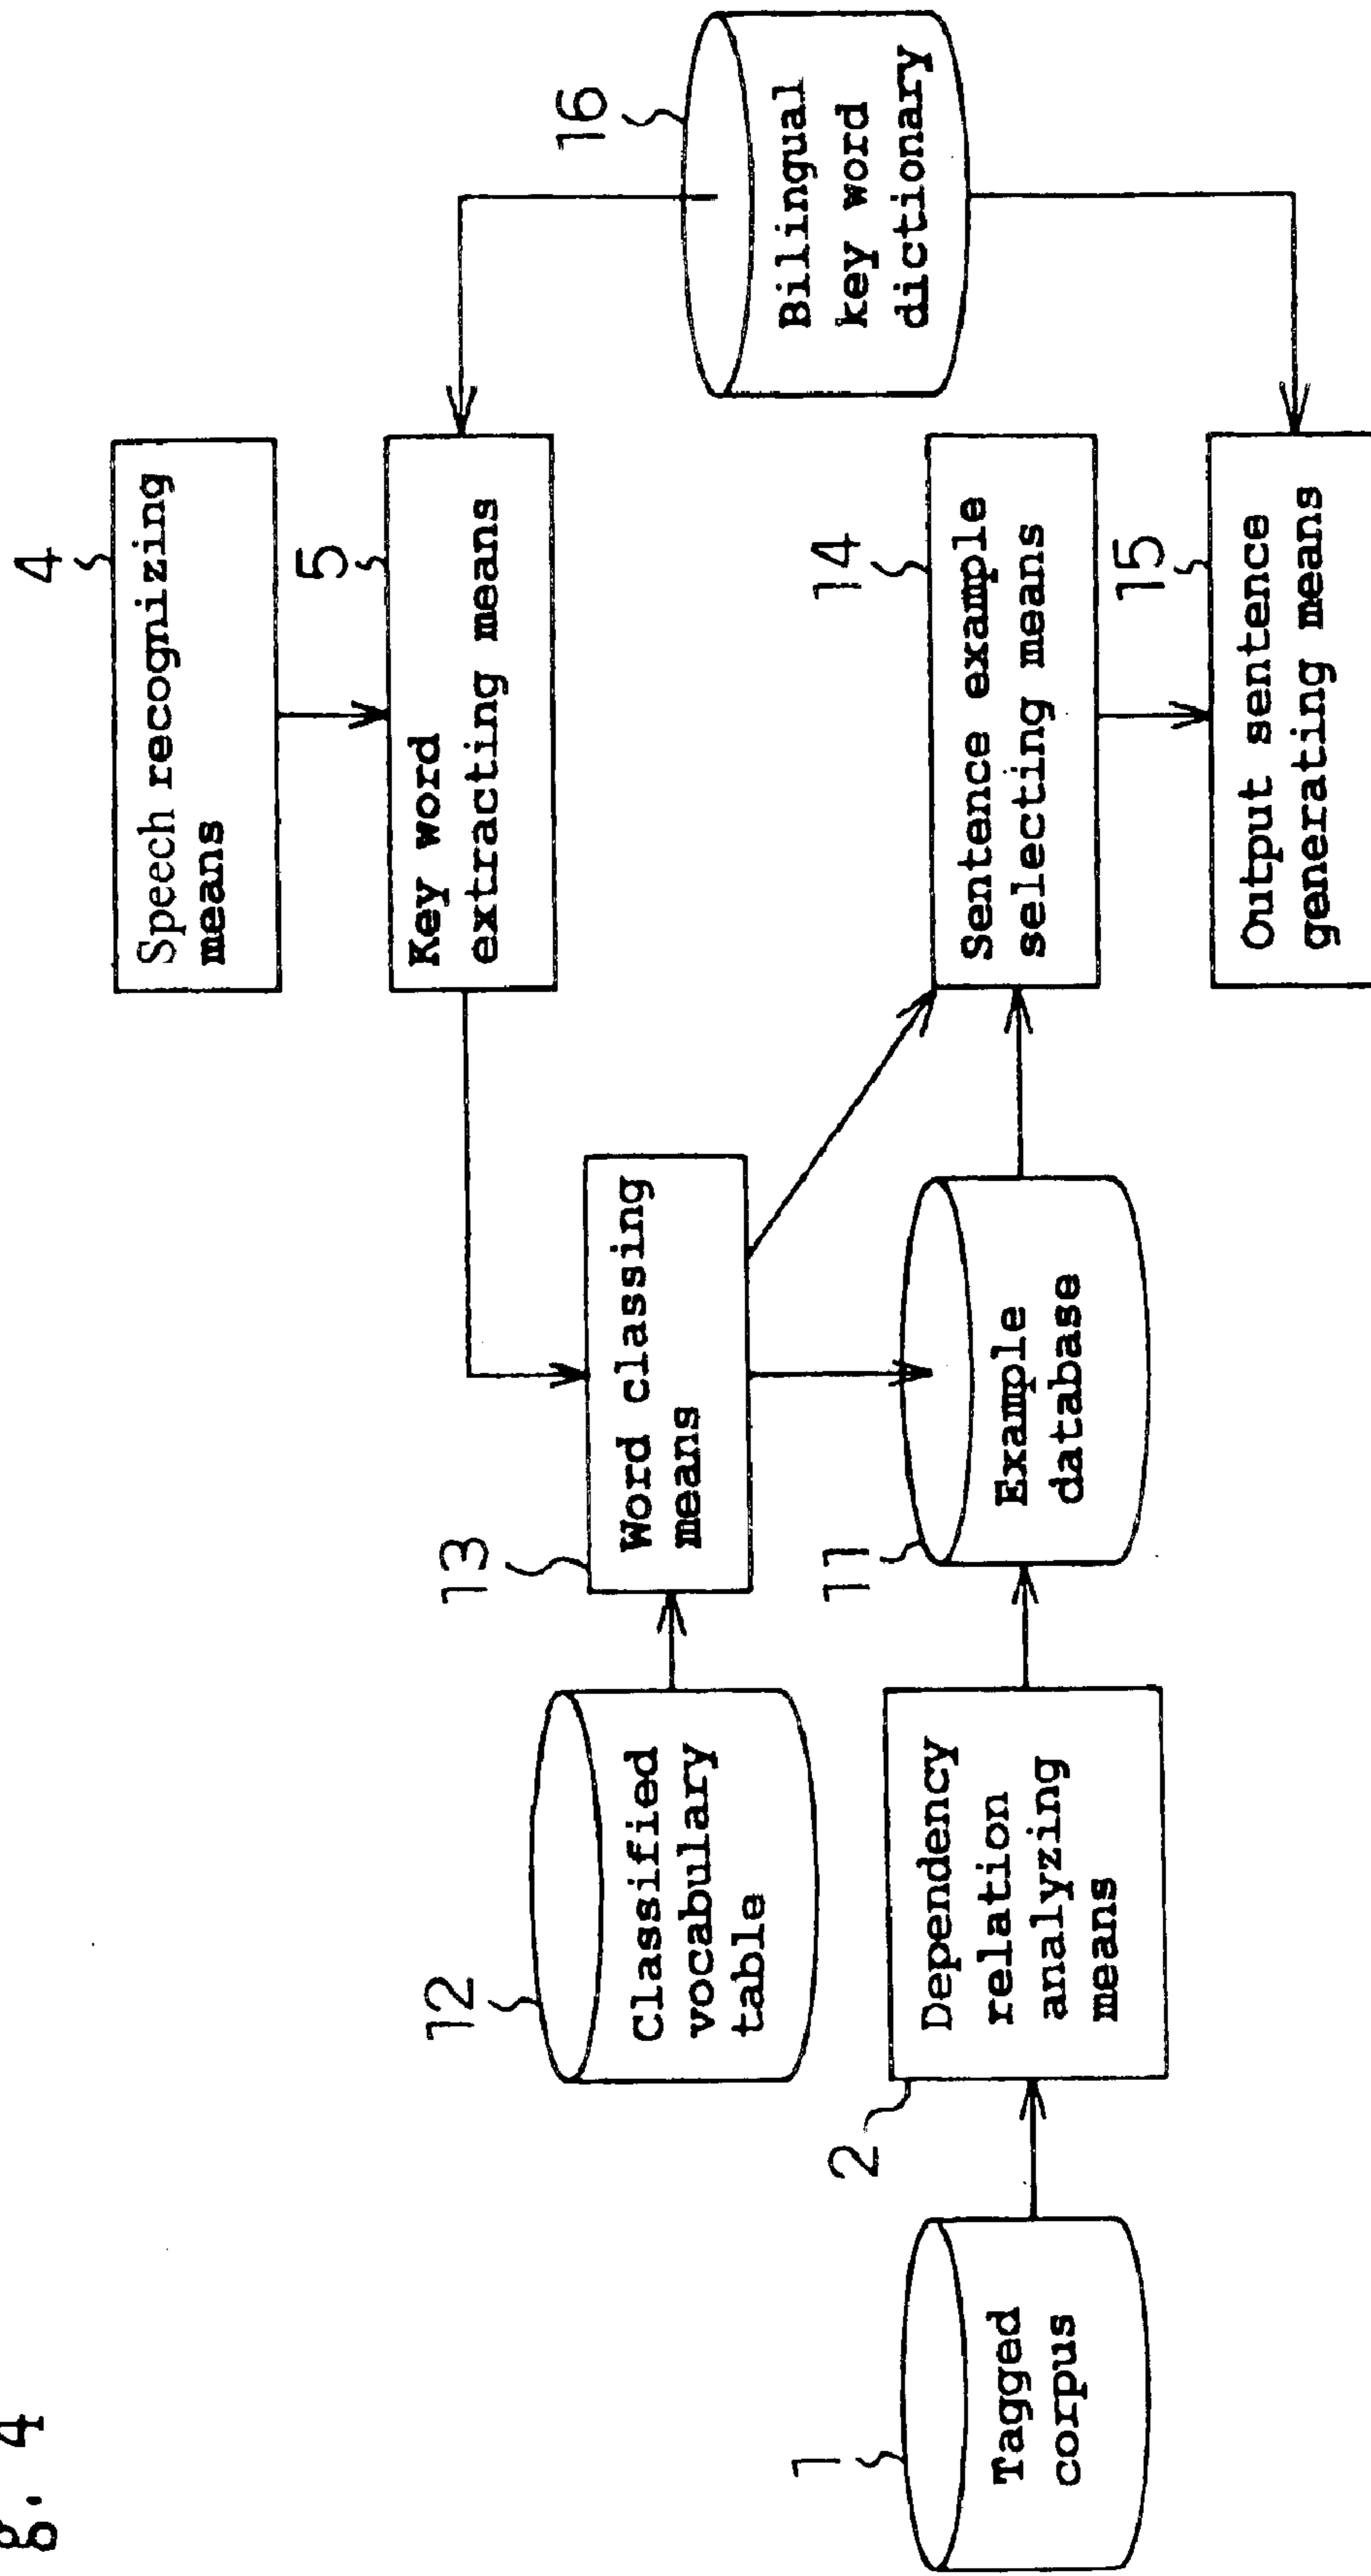 g. 4
4
Speech recognizing
means
5
Key word
extracting means
16
Bilingual
key word
dictionary
13
Word classing
means
12
Classified
vocabulary
table
14
Sentence example
selecting means
11
Example
database
2
Dependency
relation
analyzing
means
1
Tagged
corpus
15
Output sentence
generating means